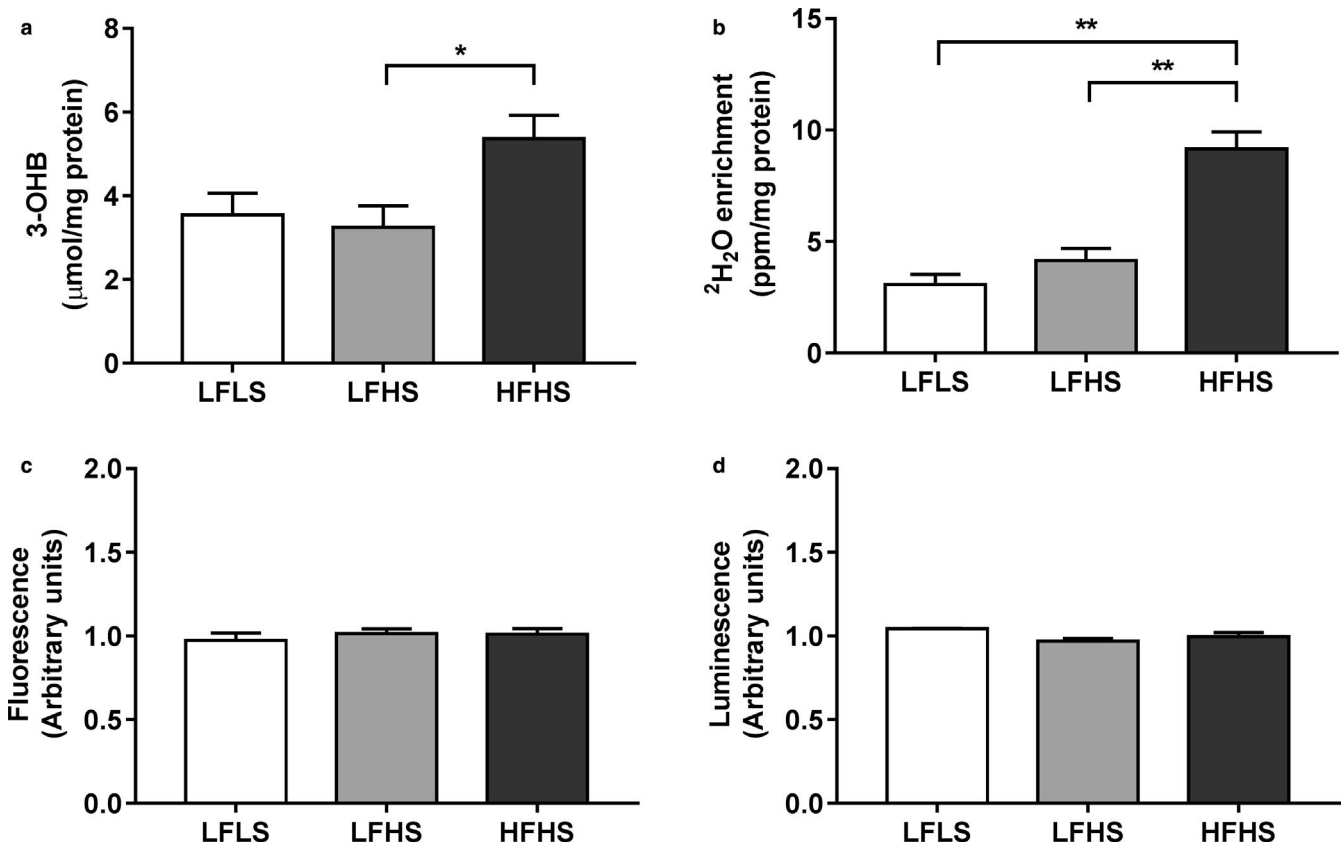 a
8
6
4
2
0
3-OHB
(μmol/mg protein)
*
LFLS LFHS HFHS
b
15
10
5
0
²H₂O enrichment
(ppm/mg protein)
**
**
LFLS LFHS HFHS
c
2.0
1.5
1.0
0.5
0.0
Fluorescence
(Arbitrary units)
LFLS LFHS HFHS
d
2.0
1.5
1.0
0.5
0.0
Luminescence
(Arbitrary units)
LFLS LFHS HFHS